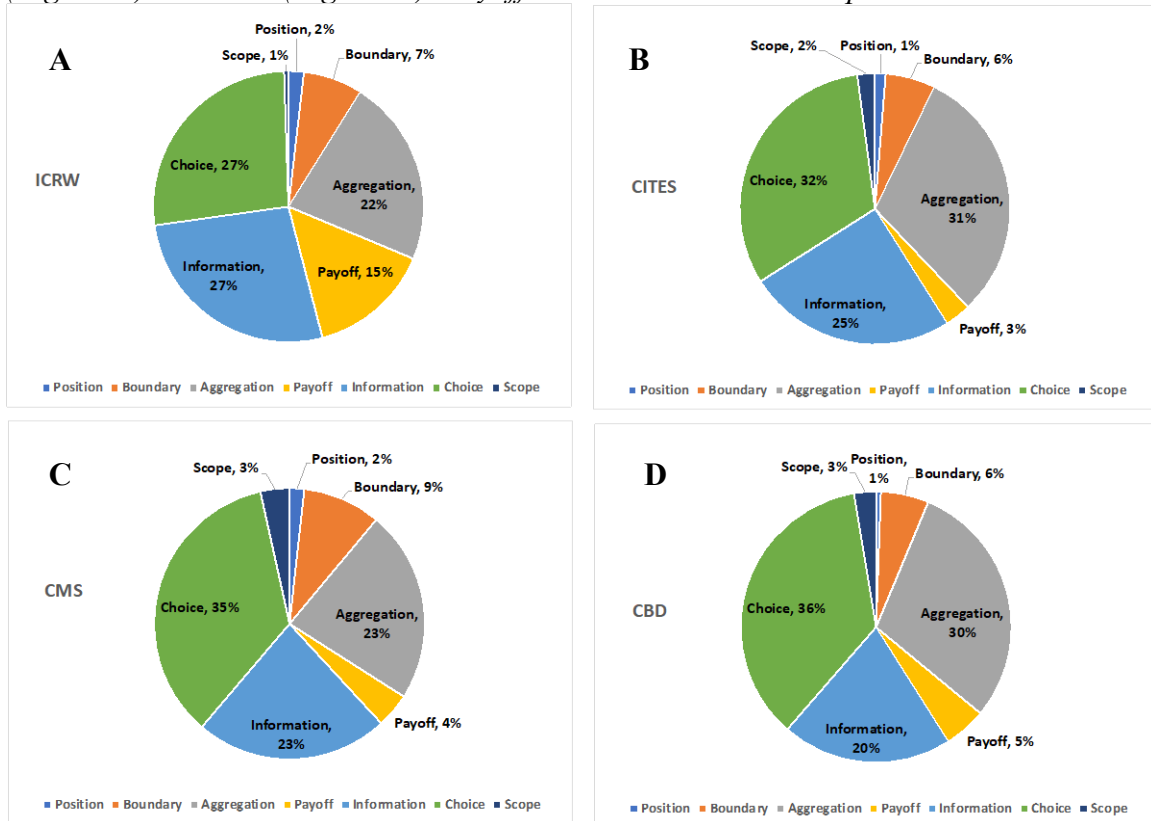 A
ICRW
Position, 2%
Scope, 1%
Boundary, 7%
Choice, 27%
Aggregation,
22%
Information,
27%
Payoff, 15%
Position Boundary Aggregation Payoff Information Choice Scope
B
CITES
Scope, 2%
Position, 1%
Boundary, 6%
Choice, 32%
Aggregation,
31%
Information,
25%
Payoff, 3%
Position Boundary Aggregation Payoff Information Choice Scope
C
CMS
Scope, 3%
Position, 2%
Boundary, 9%
Choice, 35%
Aggregation,
23%
Information,
23%
Payoff, 4%
Position Boundary Aggregation Payoff Information Choice Scope
D
CBD
Scope, 3%
Position,
1%
Boundary, 6%
Choice, 36%
Aggregation,
30%
Information,
20%
Payoff, 5%
Position Boundary Aggregation Payoff Information Choice Scope